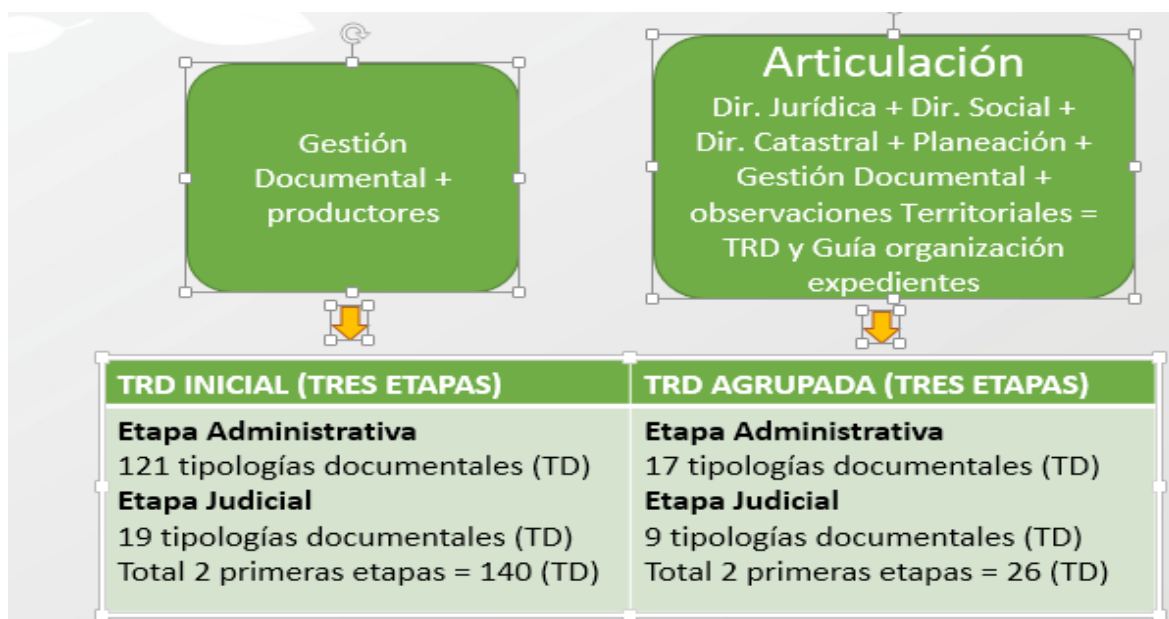 Gestión
Documental +
productores
Articulación
Dir. Jurídica + Dir. Social +
Dir. Catastral + Planeación +
Gestión Documental +
observaciones Territoriales =
TRD y Guía organización
expedientes
TRD INICIAL (TRES ETAPAS)
Etapa Administrativa
121 tipologías documentales (TD)
Etapa Judicial
19 tipologías documentales (TD)
Total 2 primeras etapas = 140 (TD)
TRD AGRUPADA (TRES ETAPAS)
Etapa Administrativa
17 tipologías documentales (TD)
Etapa Judicial
9 tipologías documentales (TD)
Total 2 primeras etapas = 26 (TD)